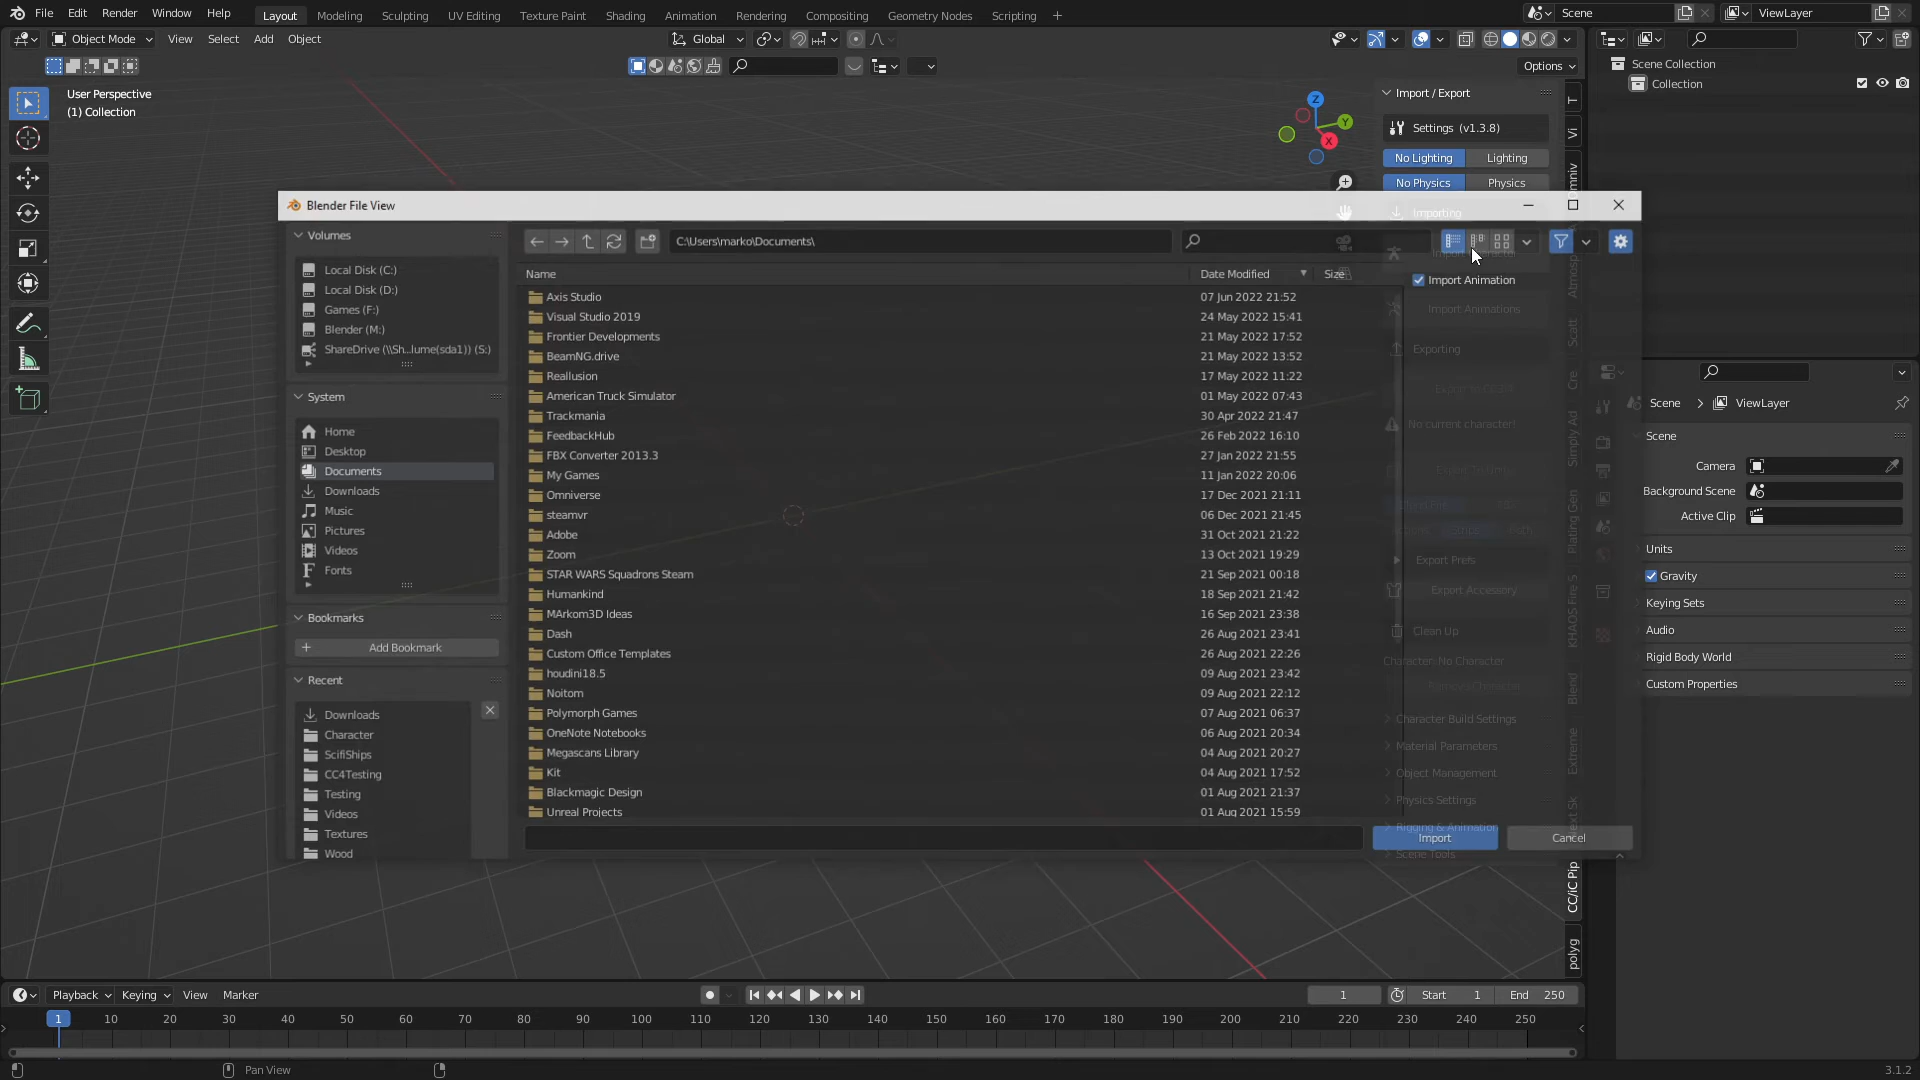 File Edit Render Window Help Layout Modeling Sculpting UV Editing Texture Paint Shading Animation Rendering Compositing Geometry Nodes Scripting + Scene ViewLayer
Object Mode View Select Add Object Global
Options
User Perspective
(1) Collection
Scene Collection
Collection
Import / Export
Settings (v1.3.8)
No Lighting Lighting
No Physics Physics
Importing
Import Animation
Import Animations
Exporting
No current character!
Export Prefs
Export Accessory
Clean Up
Character: No Character
Character Build Settings
Material Parameters
Object Management
Physics Settings
Rigging & Animation
Scene Tools
Z
Y
X
T
Vi
Omniv
Atmosp
Scatt
Cre
Simply Ad
Plating Gen
KHAOS Fire S
Blend
Extreme
CC/iC Pip
polyg
Blender File View
Volumes
Local Disk (C:)
Local Disk (D:)
Games (F:)
Blender (M:)
ShareDrive (\\Sh...lume(sda1)) (S:)
System
Home
Desktop
Documents
Downloads
Music
Pictures
Videos
Fonts
Bookmarks
Add Bookmark
Recent
Downloads
Character
ScifiShips
CC4Testing
Testing
Videos
Textures
Wood
C:\Users\marko\Documents\
Name Date Modified Size
Axis Studio 07 Jun 2022 21:52
Visual Studio 2019 24 May 2022 15:41
Frontier Developments 21 May 2022 17:52
BeamNG.drive 21 May 2022 13:52
Reallusion 17 May 2022 11:22
American Truck Simulator 01 May 2022 07:43
Trackmania 30 Apr 2022 21:47
FeedbackHub 26 Feb 2022 16:10
FBX Converter 2013.3 27 Jan 2022 21:55
My Games 11 Jan 2022 20:06
Omniverse 17 Dec 2021 21:11
steamvr 06 Dec 2021 21:45
Adobe 31 Oct 2021 21:22
Zoom 13 Oct 2021 19:29
STAR WARS Squadrons Steam 21 Sep 2021 00:18
Humankind 18 Sep 2021 21:42
MArkom3D Ideas 16 Sep 2021 23:38
Dash 26 Aug 2021 23:41
Custom Office Templates 26 Aug 2021 22:26
houdini18.5 09 Aug 2021 23:42
Noitom 09 Aug 2021 22:12
Polymorph Games 07 Aug 2021 06:37
OneNote Notebooks 06 Aug 2021 20:34
Megascans Library 04 Aug 2021 20:27
Kit 04 Aug 2021 17:52
Blackmagic Design 01 Aug 2021 21:37
Unreal Projects 01 Aug 2021 15:59
Import Cancel
Scene ViewLayer
Scene
Camera
Background Scene
Active Clip
Units
Gravity
Keying Sets
Audio
Rigid Body World
Custom Properties
Playback Keying View Marker 1 Start 1 End 250
1 10 20 30 40 50 60 70 80 90 100 110 120 130 140 150 160 170 180 190 200 210 220 230 240 250
Pan View 3.1.2